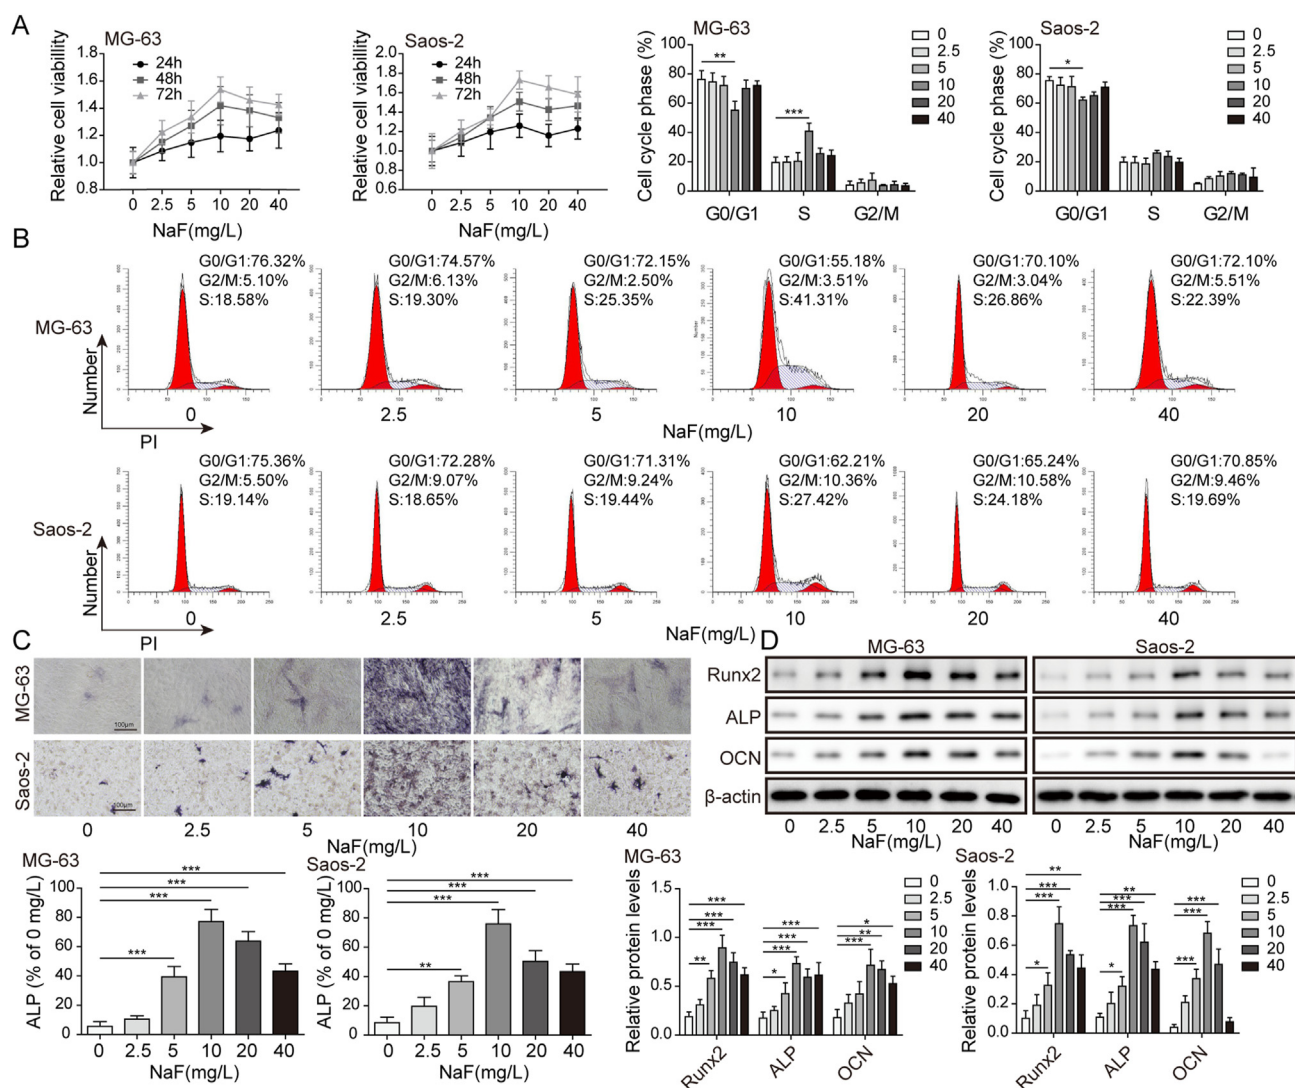 A
MG-63
Relative cell viability
1.8
1.6
1.4
1.2
1.0
0.8
24h
48h
72h
0 2.5 5 10 20 40
NaF(mg/L)
Saos-2
Relative cell viability
2.0
1.8
1.6
1.4
1.2
1.0
0.8
0.6
24h
48h
72h
0 2.5 5 10 20 40
NaF(mg/L)
MG-63
Cell cycle phase (%)
100
80
60
40
20
0
**
***
G0/G1 S G2/M
0
2.5
5
10
20
40
Saos-2
Cell cycle phase (%)
100
80
60
40
20
0
*
G0/G1 S G2/M
0
2.5
5
10
20
40
B
MG-63
Number
PI
G0/G1:76.32%
G2/M:5.10%
S:18.58%
G0/G1:74.57%
G2/M:6.13%
S:19.30%
G0/G1:72.15%
G2/M:2.50%
S:25.35%
G0/G1:55.18%
G2/M:3.51%
S:41.31%
G0/G1:70.10%
G2/M:3.04%
S:26.86%
G0/G1:72.10%
G2/M:5.51%
S:22.39%
0 2.5 5 10 20 40
NaF(mg/L)
Saos-2
Number
PI
G0/G1:75.36%
G2/M:5.50%
S:19.14%
G0/G1:72.28%
G2/M:9.07%
S:18.65%
G0/G1:71.31%
G2/M:9.24%
S:19.44%
G0/G1:62.21%
G2/M:10.36%
S:27.42%
G0/G1:65.24%
G2/M:10.58%
S:24.18%
G0/G1:70.85%
G2/M:9.46%
S:19.69%
0 2.5 5 10 20 40
NaF(mg/L)
C
MG-63
100μm
Saos-2
100μm
0 2.5 5 10 20 40
NaF(mg/L)
MG-63
ALP (% of 0 mg/L)
100
80
60
40
20
0
***
***
***
***
0 2.5 5 10 20 40
NaF(mg/L)
Saos-2
ALP (% of 0 mg/L)
100
80
60
40
20
0
***
***
***
**
0 2.5 5 10 20 40
NaF(mg/L)
D
MG-63 Saos-2
Runx2
ALP
OCN
β-actin
0 2.5 5 10 20 40 0 2.5 5 10 20 40
NaF(mg/L) NaF(mg/L)
MG-63
Relative protein levels
1.5
1.0
0.5
0.0
***
***
***
**
***
***
***
*
*
**
***
Runx2 ALP OCN
0
2.5
5
10
20
40
Saos-2
Relative protein levels
1.0
0.8
0.6
0.4
0.2
0.0
**
***
***
*
**
***
***
*
***
***
***
Runx2 ALP OCN
0
2.5
5
10
20
40